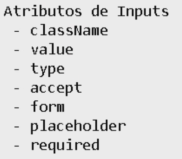 Atributos de Inputs
- className
- value
- type
- accept
- form
- placeholder
- required